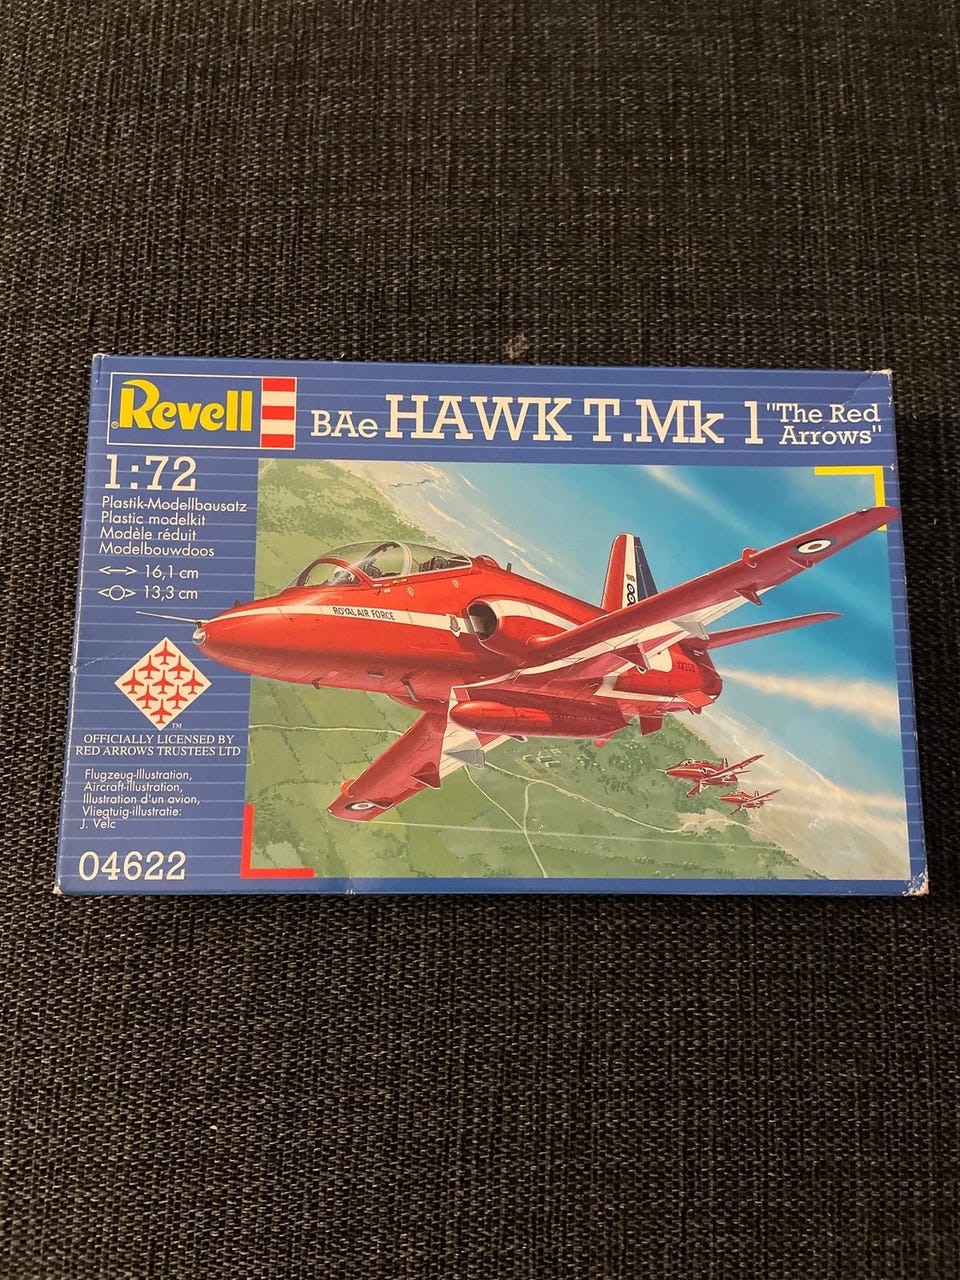 Revell
BAe HAWK T.Mk 1 "The Red Arrows"
1:72
Plastik-Modellbausatz
Plastic modelkit
Modèle réduit
Modelbouwdoos
16,1 cm
13,3 cm
ROYAL AIR FORCE
TM
OFFICIALLY LICENSED BY
RED ARROWS TRUSTEES LTD
Flugzeug-Illustration,
Aircraft-illustration,
Illustration d'un avion,
Vliegtuig-illustratie:
J. Velc
04622